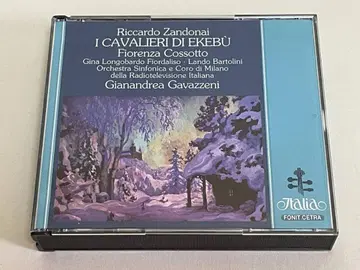 Riccardo Zandonai
I CAVALIERI DI EKEBÙ
Fiorenza Cossotto
Gina Longobardo Fiordaliso - Lando Bartolini
Orchestra Sinfonica e Coro di Milano
della Radiotelevisione Italiana
Gianandrea Gavazzeni
Italia
FONIT CETRA